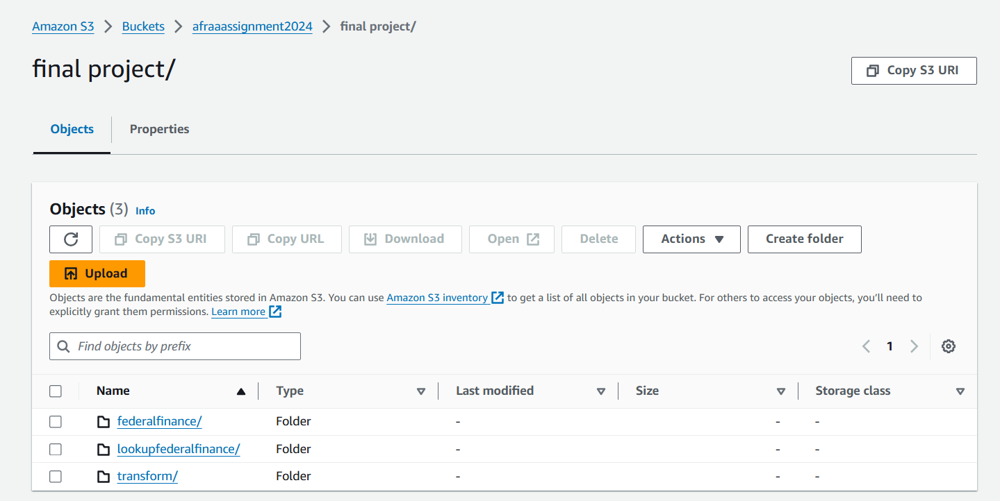 Amazon S3 > Buckets > afraaassignment2024 > final project/
final project/
Copy S3 URI
Objects Properties
Objects (3) Info
Copy S3 URI Copy URL Download Open Delete Actions Create folder
Upload
Objects are the fundamental entities stored in Amazon S3. You can use Amazon S3 inventory to get a list of all objects in your bucket. For others to access your objects, you'll need to
explicitly grant them permissions. Learn more
Find objects by prefix
1
Name Type Last modified Size Storage class
federalfinance/ Folder - - -
lookupfederalfinance/ Folder - - -
transform/ Folder - - -